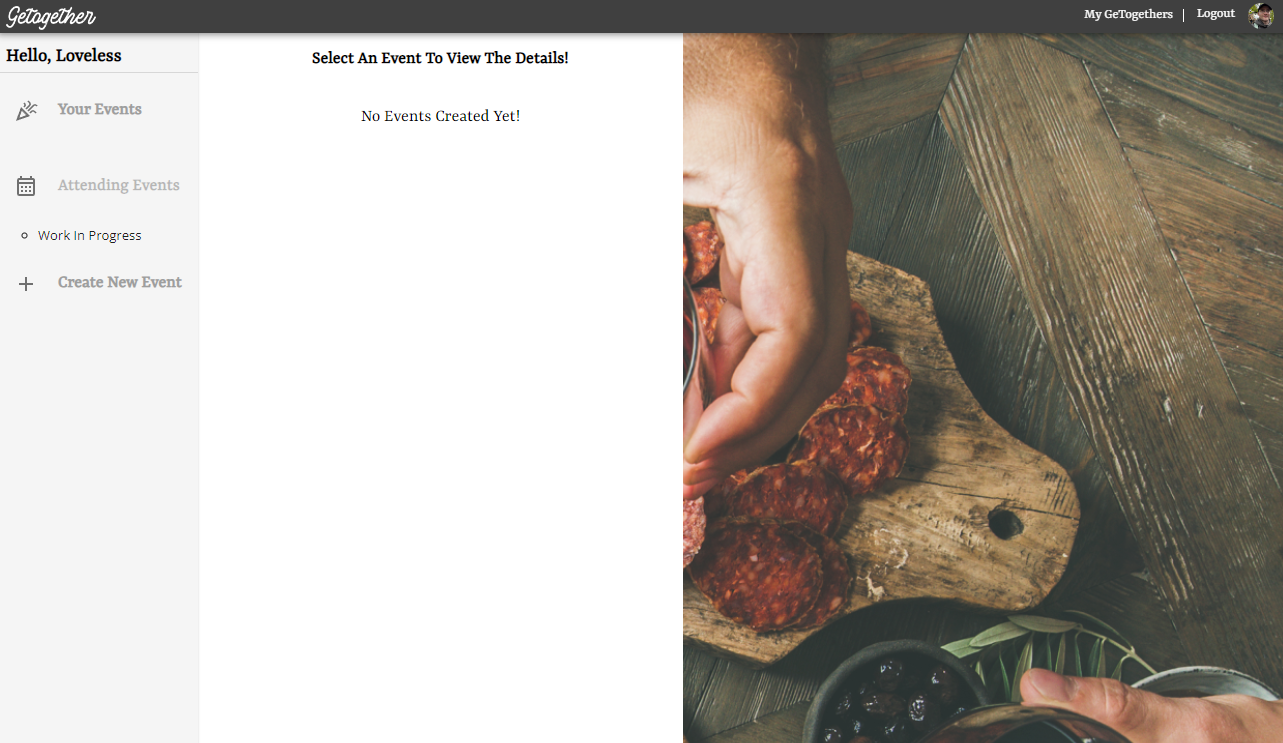 Getogether
My GeTogethers | Logout
Hello, Loveless
Your Events
Attending Events
Work In Progress
Create New Event
Select An Event To View The Details!
No Events Created Yet!